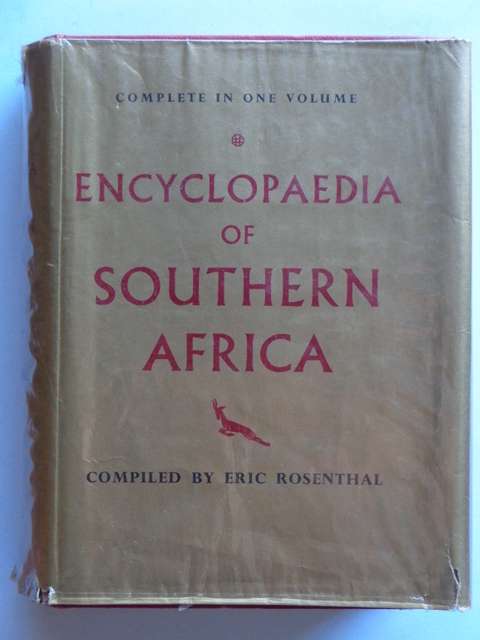 COMPLETE IN ONE VOLUME
ENCYCLOPAEDIA
OF
SOUTHERN
AFRICA
COMPILED BY ERIC ROSENTHAL